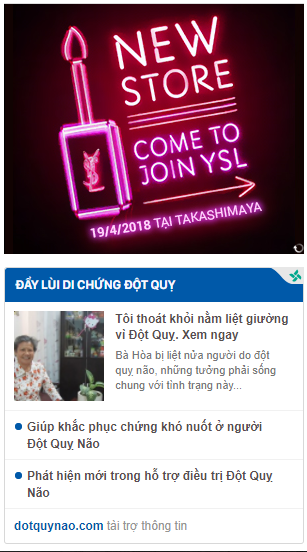 NEW
STORE
COME TO
JOIN YSL
19/4/2018 TẠI TAKASHIMAYA
YSL
ĐẨY LÙI DI CHỨNG ĐỘT QUỴ
Tôi thoát khỏi nằm liệt giường
vì Đột Quỵ. Xem ngay
Bà Hòa bị liệt nửa người do đột
quỵ não, những tưởng phải sống
chung với tình trạng này...
Giúp khắc phục chứng khó nuốt ở người
Đột Quỵ Não
Phát hiện mới trong hỗ trợ điều trị Đột Quỵ
Não
dotquynao.com tài trợ thông tin